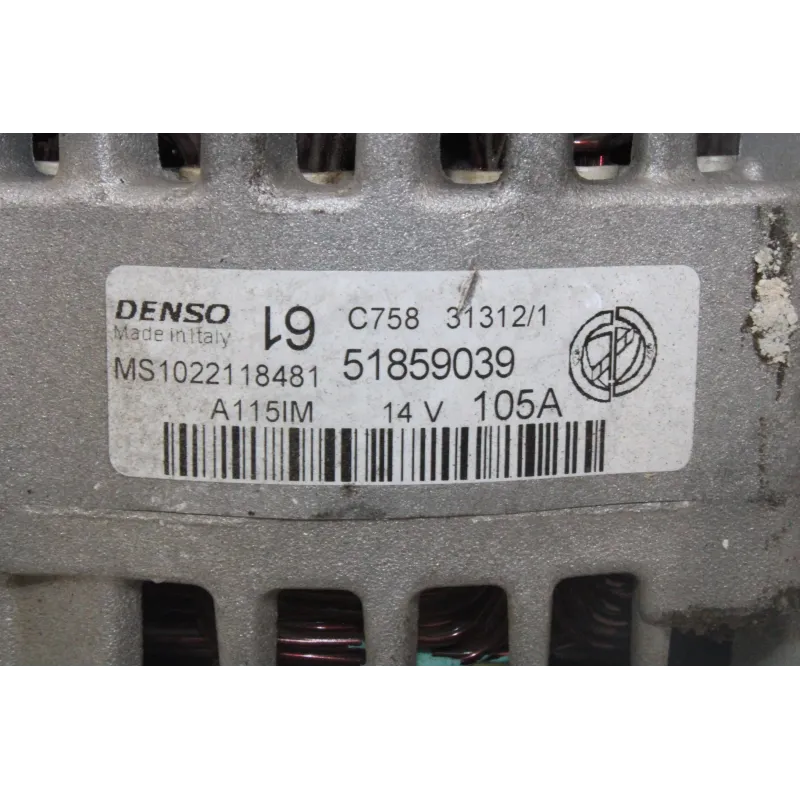 DENSO 19 C758 31312/1
Made in Italy
MS1022118481 51859039
A115IM 14 V 105A